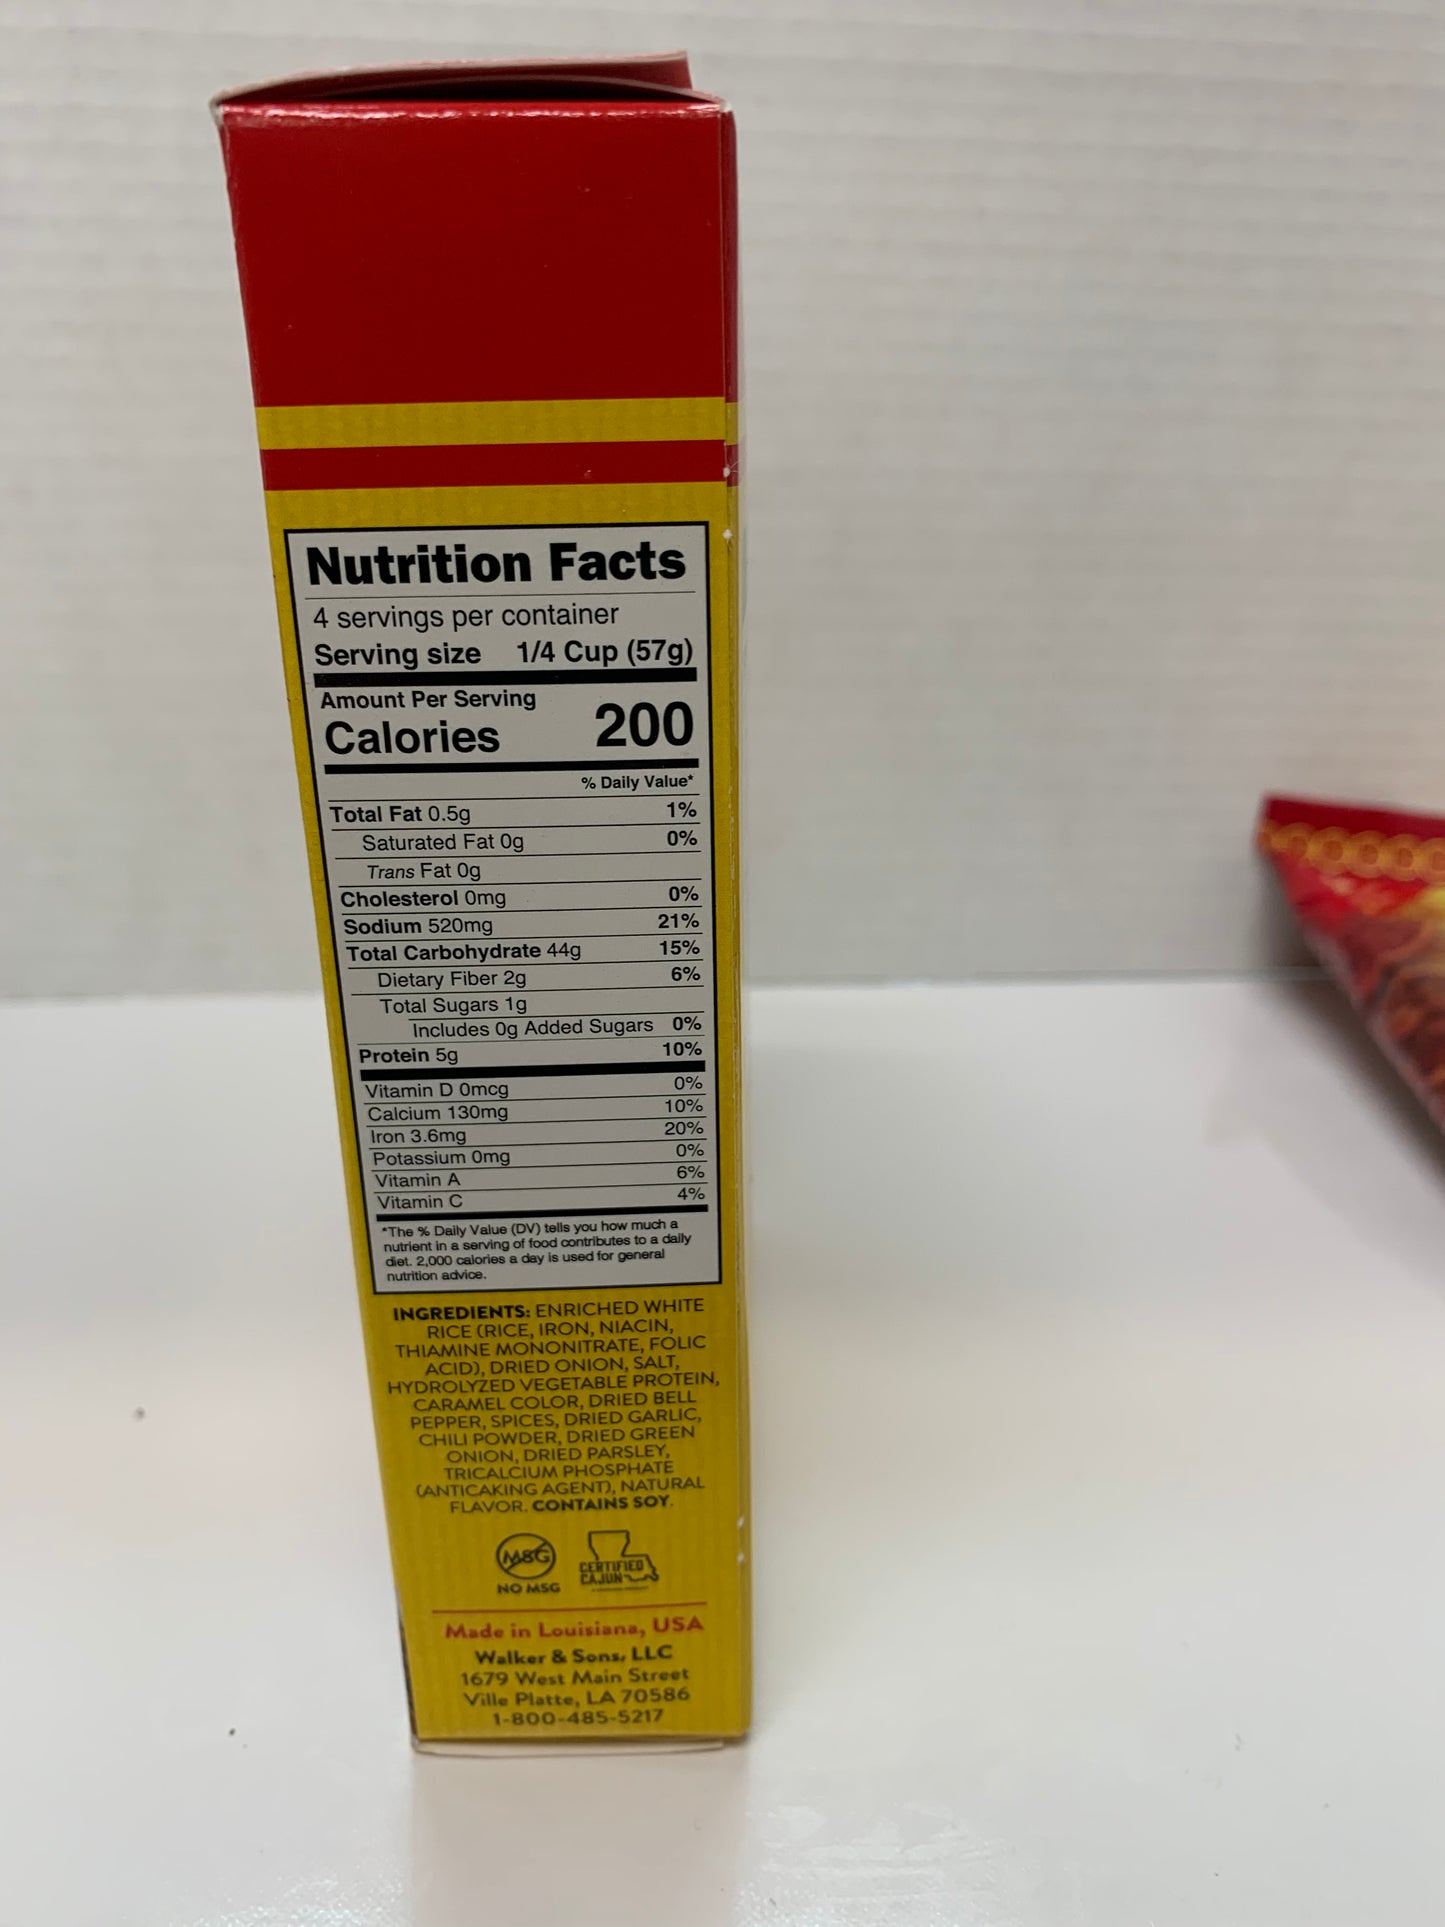 Nutrition Facts
4 servings per container
Serving size 1/4 Cup (57g)
Amount Per Serving
Calories 200
% Daily Value*
Total Fat 0.5g 1%
Saturated Fat 0g 0%
Trans Fat 0g
Cholesterol 0mg 0%
Sodium 520mg 21%
Total Carbohydrate 44g 15%
Dietary Fiber 2g 6%
Total Sugars 1g
Includes 0g Added Sugars 0%
Protein 5g 10%
Vitamin D 0mcg 0%
Calcium 130mg 10%
Iron 3.6mg 20%
Potassium 0mg 0%
Vitamin A 6%
Vitamin C 4%
*The % Daily Value (DV) tells you how much a
nutrient in a serving of food contributes to a daily
diet. 2,000 calories a day is used for general
nutrition advice.
INGREDIENTS: ENRICHED WHITE
RICE (RICE, IRON, NIACIN,
THIAMINE MONONITRATE, FOLIC
ACID), DRIED ONION, SALT,
HYDROLYZED VEGETABLE PROTEIN,
CARAMEL COLOR, DRIED BELL
PEPPER, SPICES, DRIED GARLIC,
CHILI POWDER, DRIED GREEN
ONION, DRIED PARSLEY,
TRICALCIUM PHOSPHATE
(ANTICAKING AGENT), NATURAL
FLAVOR. CONTAINS SOY.
MSG
NO MSG
CERTIFIED
CAJUN
Made in Louisiana, USA
Walker & Sons, LLC
1679 West Main Street
Ville Platte, LA 70586
1-800-485-5217